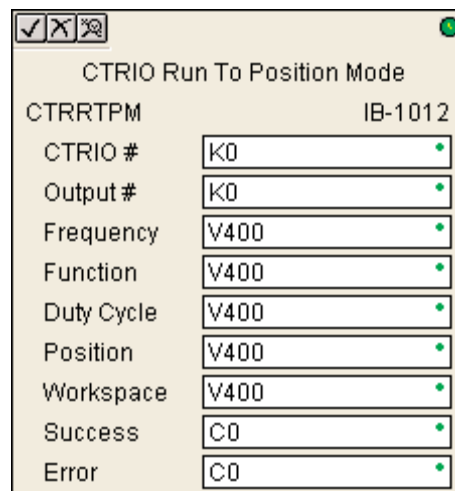 CTRIO Run To Position Mode
CTRRTPM IB-1012
CTRIO # K0
Output # K0
Frequency V400
Function V400
Duty Cycle V400
Position V400
Workspace V400
Success C0
Error C0